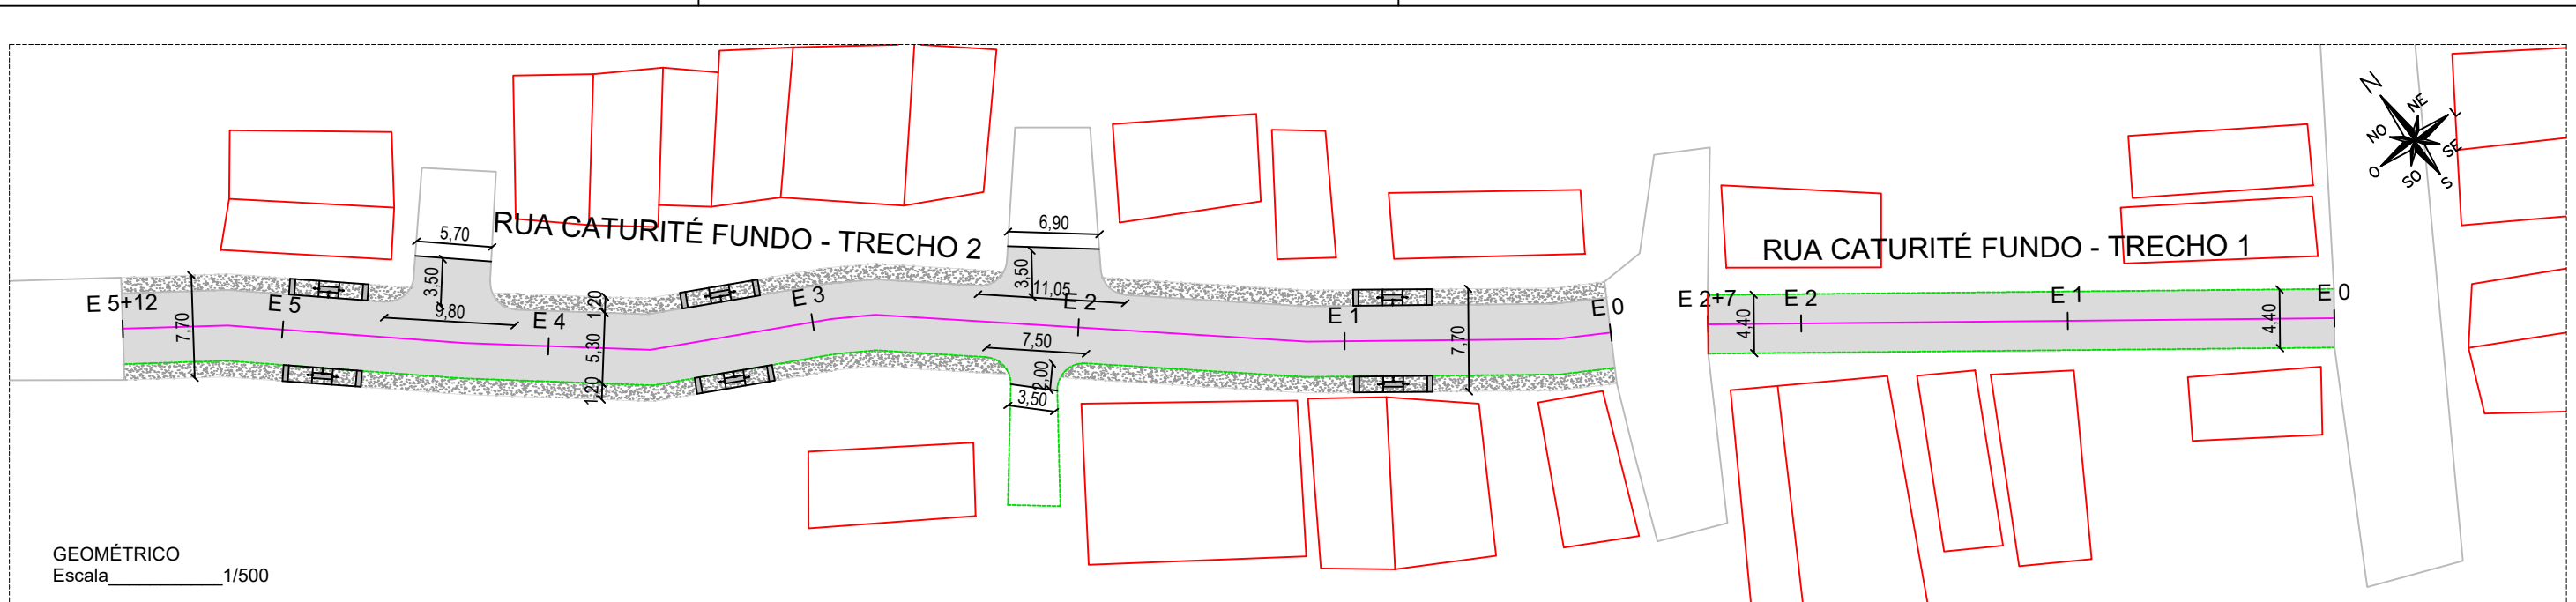 N
NE
L
NO
SE
O
SO
S
6,90
5,70
RUA CATURITÉ FUNDO - TRECHO 2
RUA CATURITÉ FUNDO - TRECHO 1
3,50
3,50
11,05
E 5+12
E 5
9,80
E 4
1,20
E 3
E 2
E 1
E 0
E 2+7
E 2
E 1
E 0
7,70
5,30
7,50
7,70
4,40
4,40
1,20
2,00
3,50
GEOMÉTRICO
Escala___________1/500